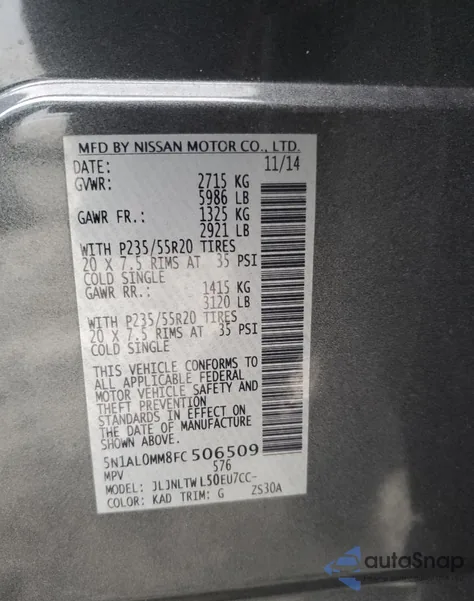 MFD BY NISSAN MOTOR CO., LTD.
DATE: 11/14
GVWR: 2715 KG
5986 LB
GAWR FR.: 1325 KG
2921 LB
WITH P235/55R20 TIRES
20 X 7.5 RIMS AT 35 PSI
COLD SINGLE
GAWR RR.: 1415 KG
3120 LB
WITH P235/55R20 TIRES
20 X 7.5 RIMS AT 35 PSI
COLD SINGLE
THIS VEHICLE CONFORMS TO
ALL APPLICABLE FEDERAL
MOTOR VEHICLE SAFETY AND
THEFT PREVENTION
STANDARDS IN EFFECT ON
THE DATE OF MANUFACTURE
SHOWN ABOVE.
5N1AL0MM8FC 506509
MPV 576
MODEL: JLJNLTWL50EU7CC-
COLOR: KAD TRIM: G ZS30A
autoSnap